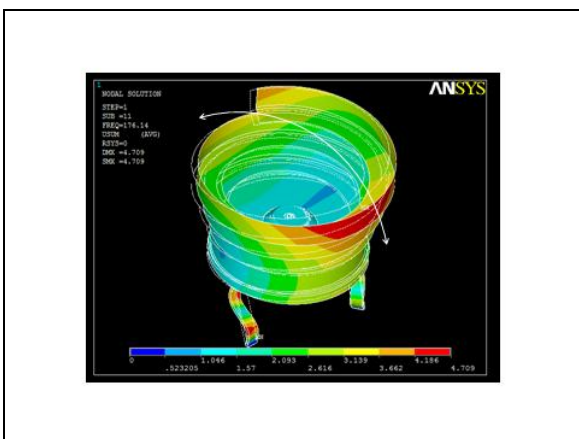 1
NODAL SOLUTION
STEP=1
SUB =11
FREQ=176.14
USUM (AVG)
RSYS=0
DMX =4.709
SMX =4.709
ANSYS
0 1.046 2.093 3.139 4.186
.523205 1.57 2.616 3.662 4.709